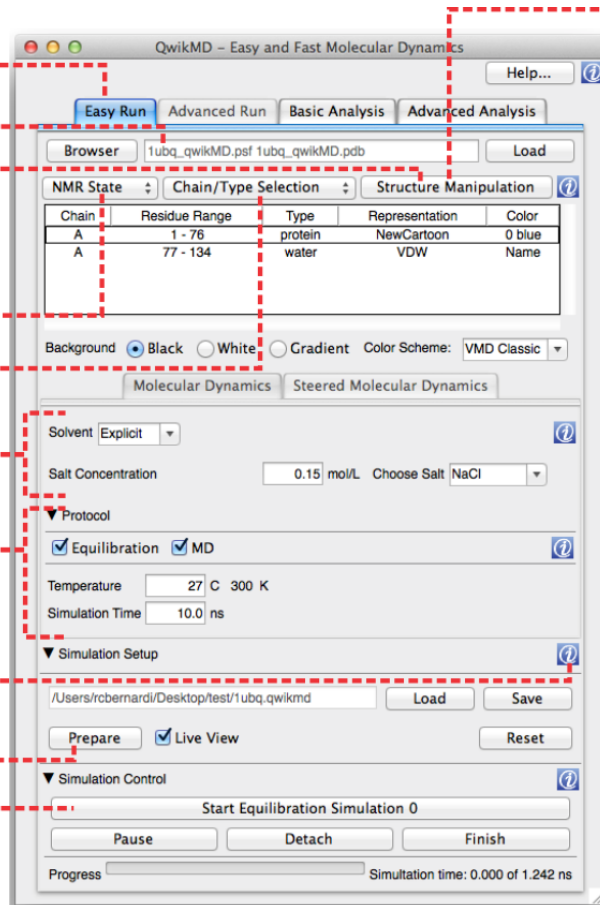 QwikMD – Easy and Fast Molecular Dynamics
Help...
Easy Run Advanced Run Basic Analysis Advanced Analysis
Browser 1ubq_qwikMD.psf 1ubq_qwikMD.pdb Load
NMR State Chain/Type Selection Structure Manipulation
Chain Residue Range Type Representation Color
A 1 - 76 protein NewCartoon 0 blue
A 77 - 134 water VDW Name
Background Black White Gradient Color Scheme: VMD Classic
Molecular Dynamics Steered Molecular Dynamics
Solvent Explicit
Salt Concentration 0.15 mol/L Choose Salt NaCl
Protocol
Equilibration MD
Temperature 27 C 300 K
Simulation Time 10.0 ns
Simulation Setup
/Users/rcbernardi/Desktop/test/1ubq.qwikmd Load Save
Prepare Live View Reset
Simulation Control
Start Equilibration Simulation 0
Pause Detach Finish
Progress Simultation time: 0.000 of 1.242 ns